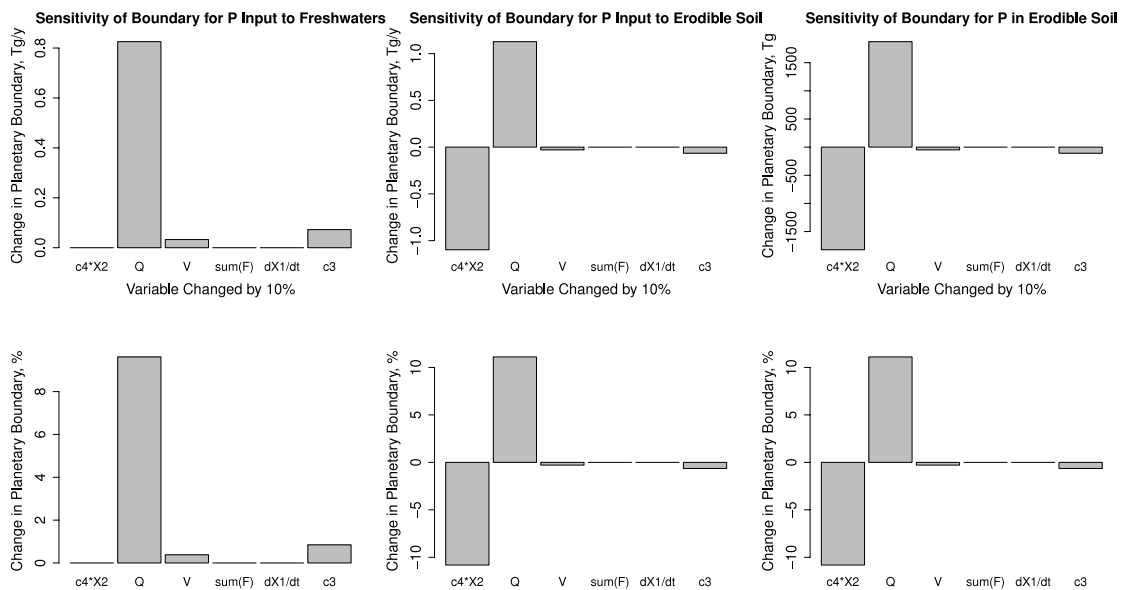 Sensitivity of Boundary for P Input to Freshwaters
Change in Planetary Boundary, Tg/y
0.8
0.6
0.4
0.2
0.0
c4*X2 Q V sum(F) dX1/dt c3
Variable Changed by 10%
Sensitivity of Boundary for P Input to Erodible Soil
Change in Planetary Boundary, Tg/y
1.0
0.5
0.0
−0.5
−1.0
c4*X2 Q V sum(F) dX1/dt c3
Variable Changed by 10%
Sensitivity of Boundary for P in Erodible Soil
Change in Planetary Boundary, Tg
1500
500
−500
−1500
c4*X2 Q V sum(F) dX1/dt c3
Variable Changed by 10%
Change in Planetary Boundary, %
8
6
4
2
0
c4*X2 Q V sum(F) dX1/dt c3
Change in Planetary Boundary, %
10
5
0
−5
−10
c4*X2 Q V sum(F) dX1/dt c3
Change in Planetary Boundary, %
10
5
0
−5
−10
c4*X2 Q V sum(F) dX1/dt c3